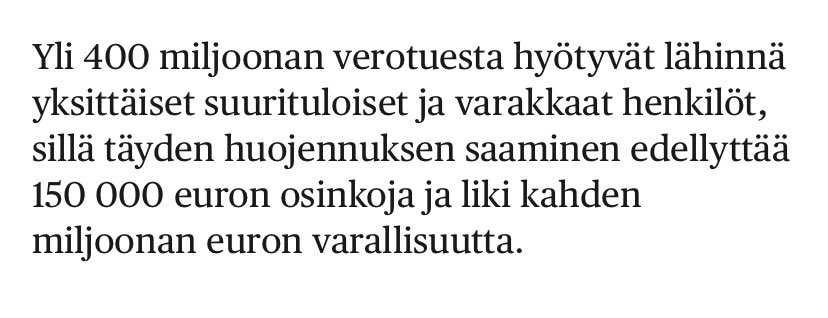 Yli 400 miljoonan verotuesta hyötyvät lähinnä
yksittäiset suurituloiset ja varakkaat henkilöt,
sillä täyden huojennuksen saaminen edellyttää
150 000 euron osinkoja ja liki kahden
miljoonan euron varallisuutta.